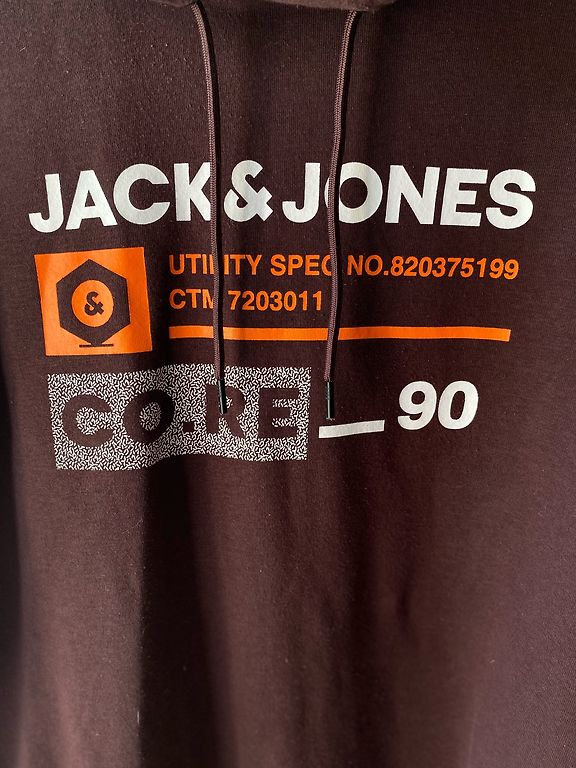 JACK&JONES
&
UTILITY SPEC NO.820375199
CTM 7203011
CO.RE _ 90